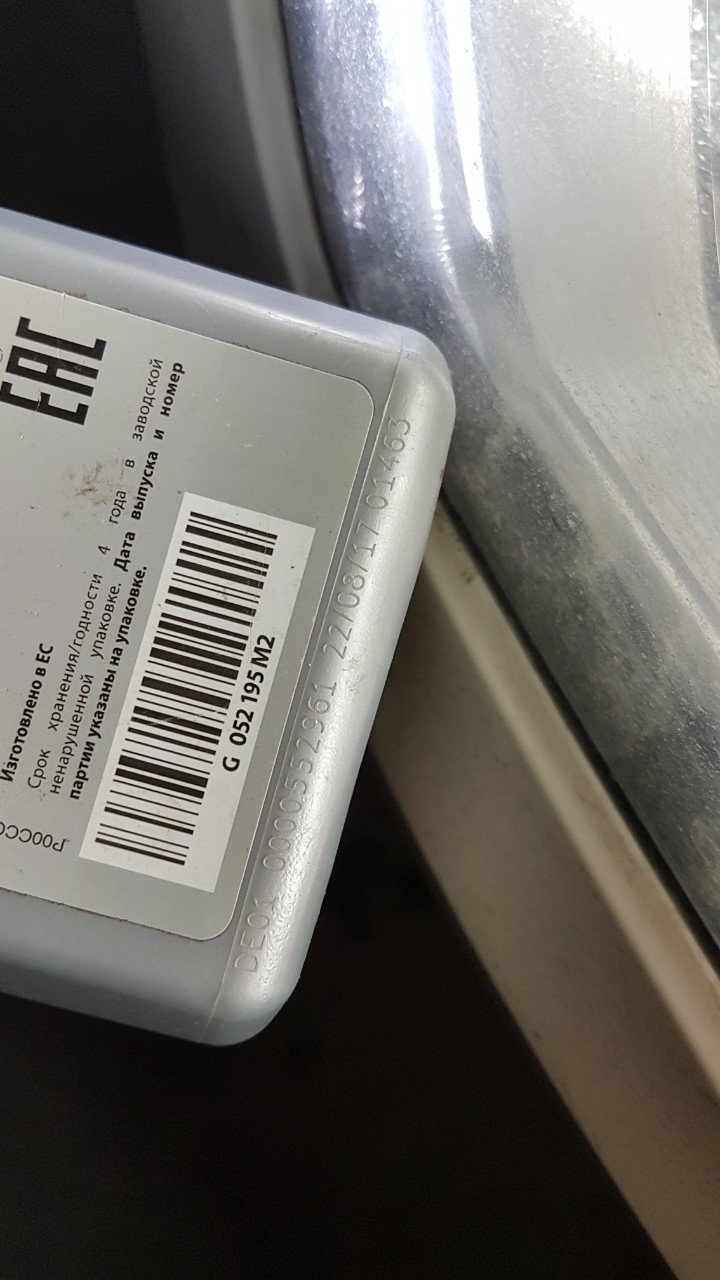 EAC
Изготовлено в ЕС
Срок хранения/годности 4 года в заводской
ненарушенной упаковке. Дата выпуска и номер
партии указаны на упаковке.
G 052 195 M2
DE01 0000532961 22/08/17 01463